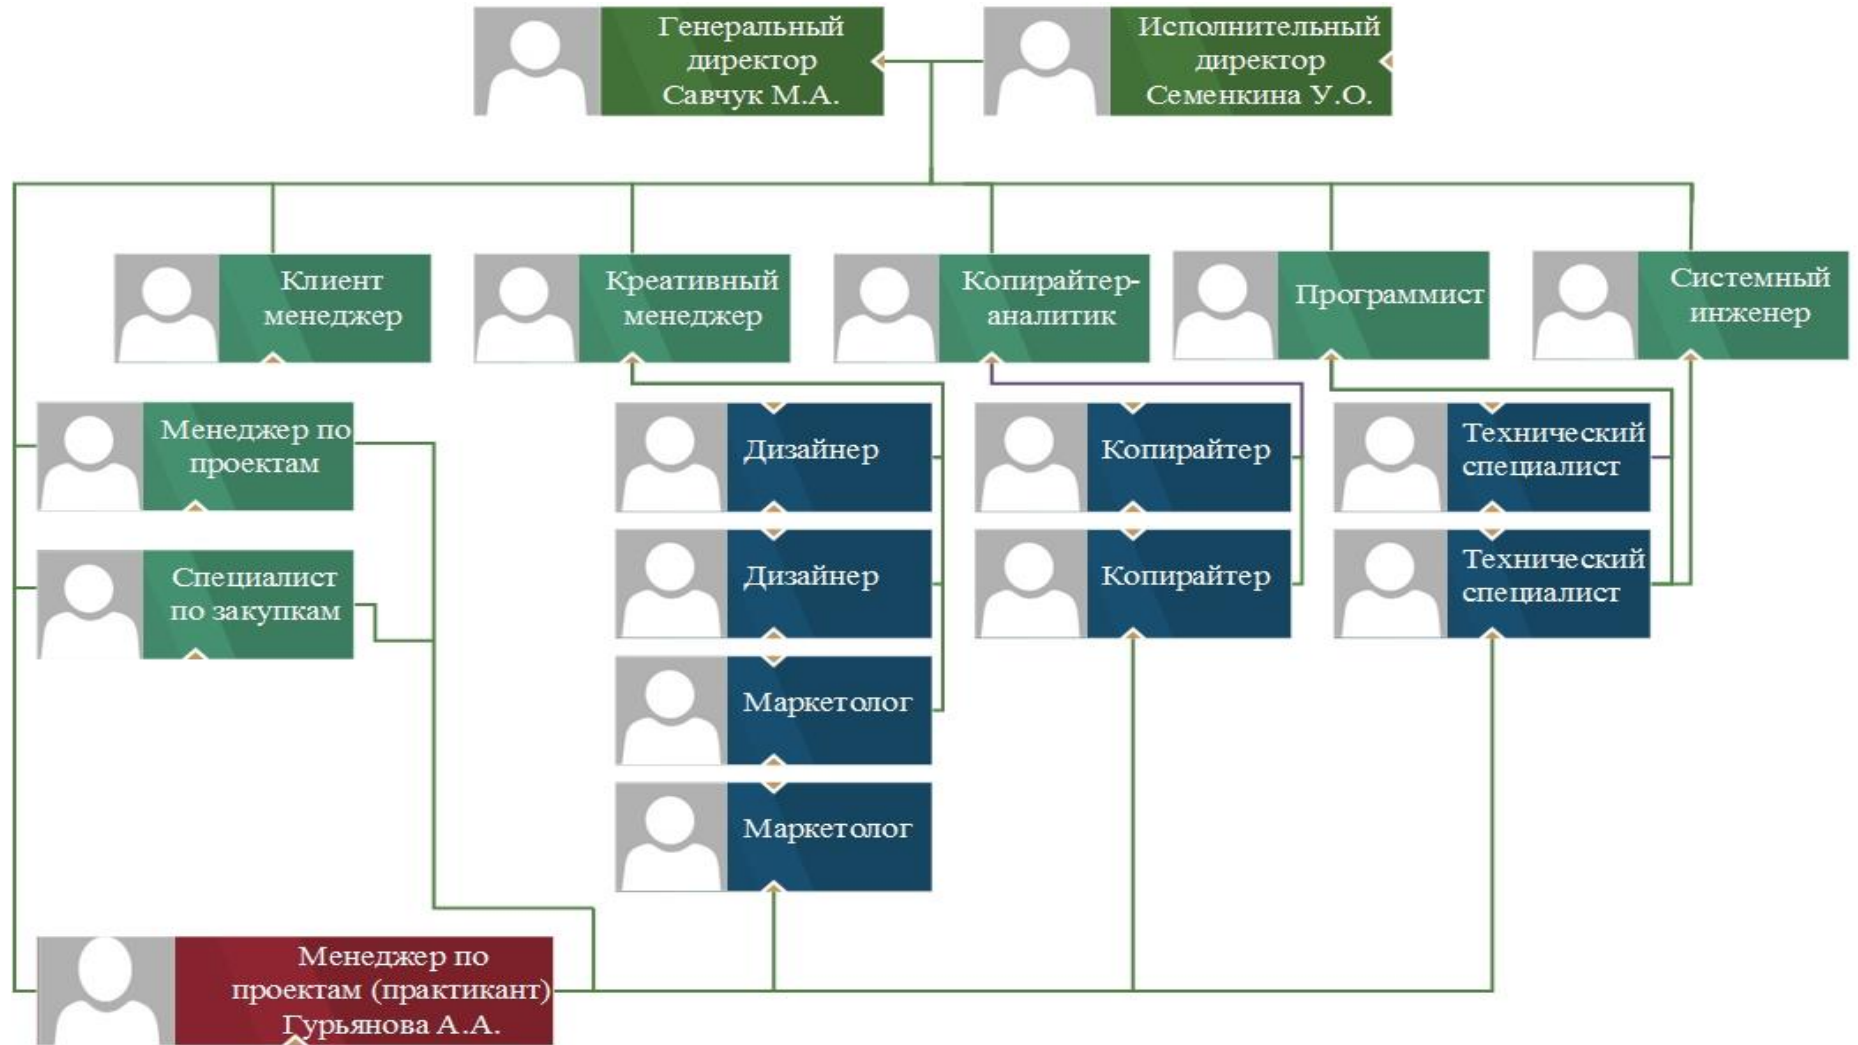 Генеральный
директор
Савчук М.А.
Исполнительный
директор
Семенкина У.О.
Клиент
менеджер
Креативный
менеджер
Копирайтер-
аналитик
Программист
Системный
инженер
Менеджер по
проектам
Специалист
по закупкам
Дизайнер
Дизайнер
Маркетолог
Маркетолог
Копирайтер
Копирайтер
Технический
специалист
Технический
специалист
Менеджер по
проектам (практикант)
Гурьянова А.А.